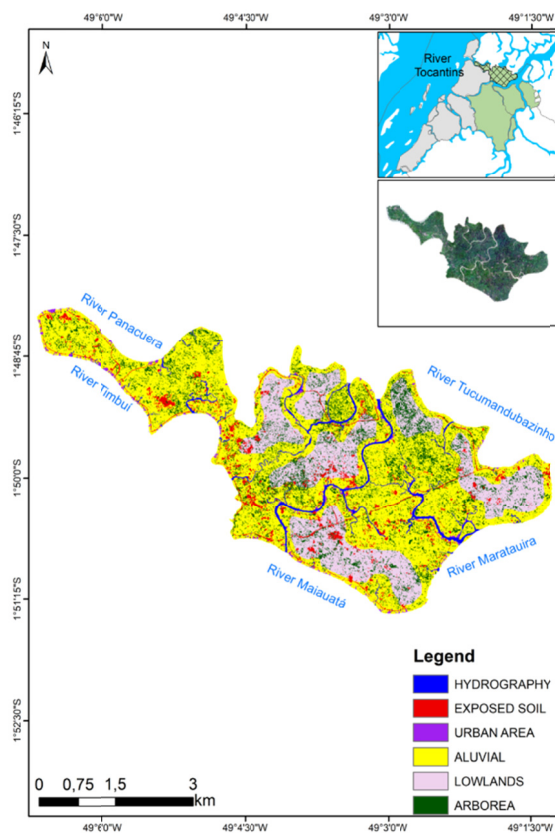 49°6'0"W 49°4'30"W 49°3'0"W 49°1'30"W
N
River
Tocantins
1°46'15"S
1°47'30"S
1°48'45"S
1°50'0"S
1°51'15"S
1°52'30"S
River Panacuera
River Timbuí
River Tucumandubazinho
River Maratauira
River Maiauatá
Legend
HYDROGRAPHY
EXPOSED SOIL
URBAN AREA
ALUVIAL
LOWLANDS
ARBOREA
0 0,75 1,5 3
km
49°6'0"W 49°4'30"W 49°3'0"W 49°1'30"W